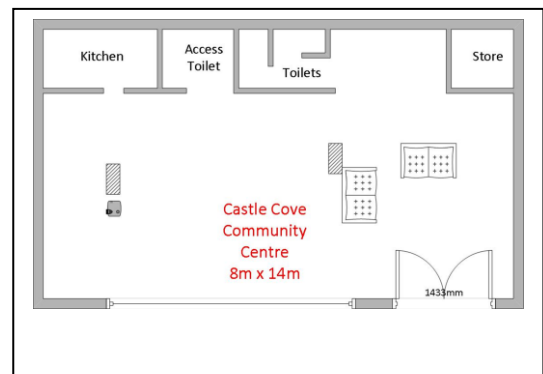 Kitchen
Access
Toilet
Toilets
Store
Castle Cove
Community
Centre
8m x 14m
1433mm